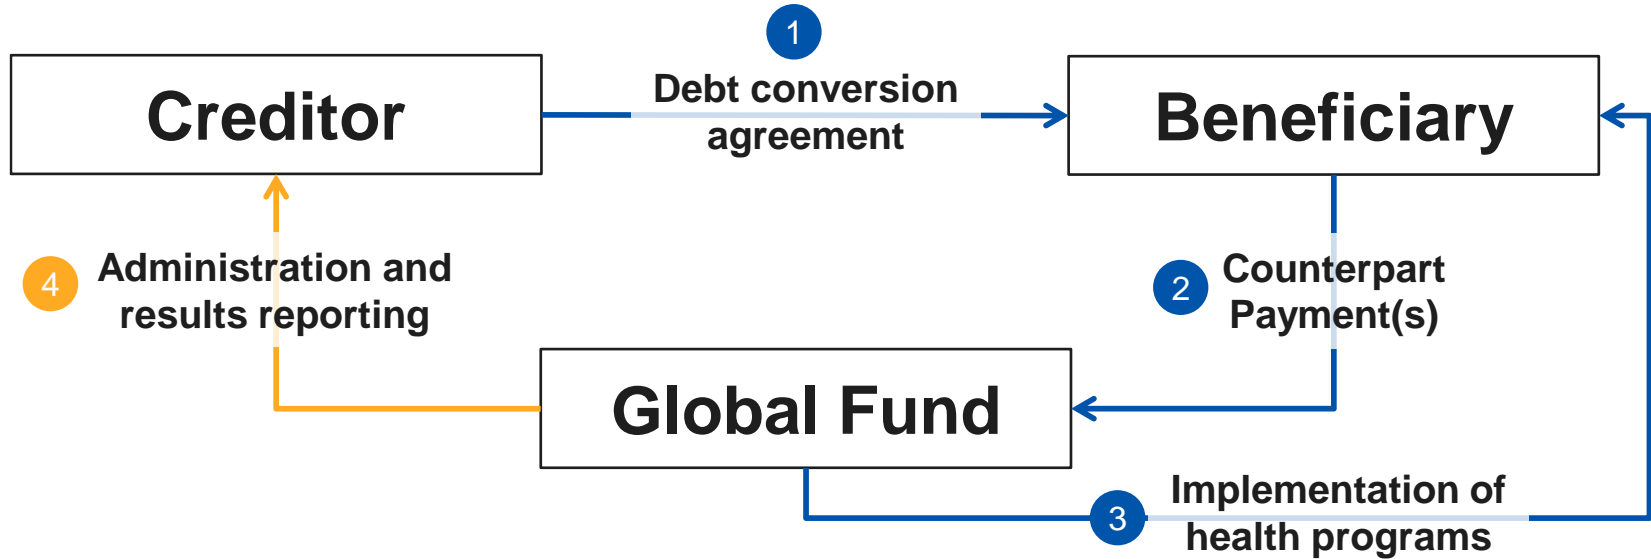 1
Creditor
Debt conversion
agreement
Beneficiary
4
Administration and
results reporting
2
Counterpart
Payment(s)
Global Fund
3
Implementation of
health programs